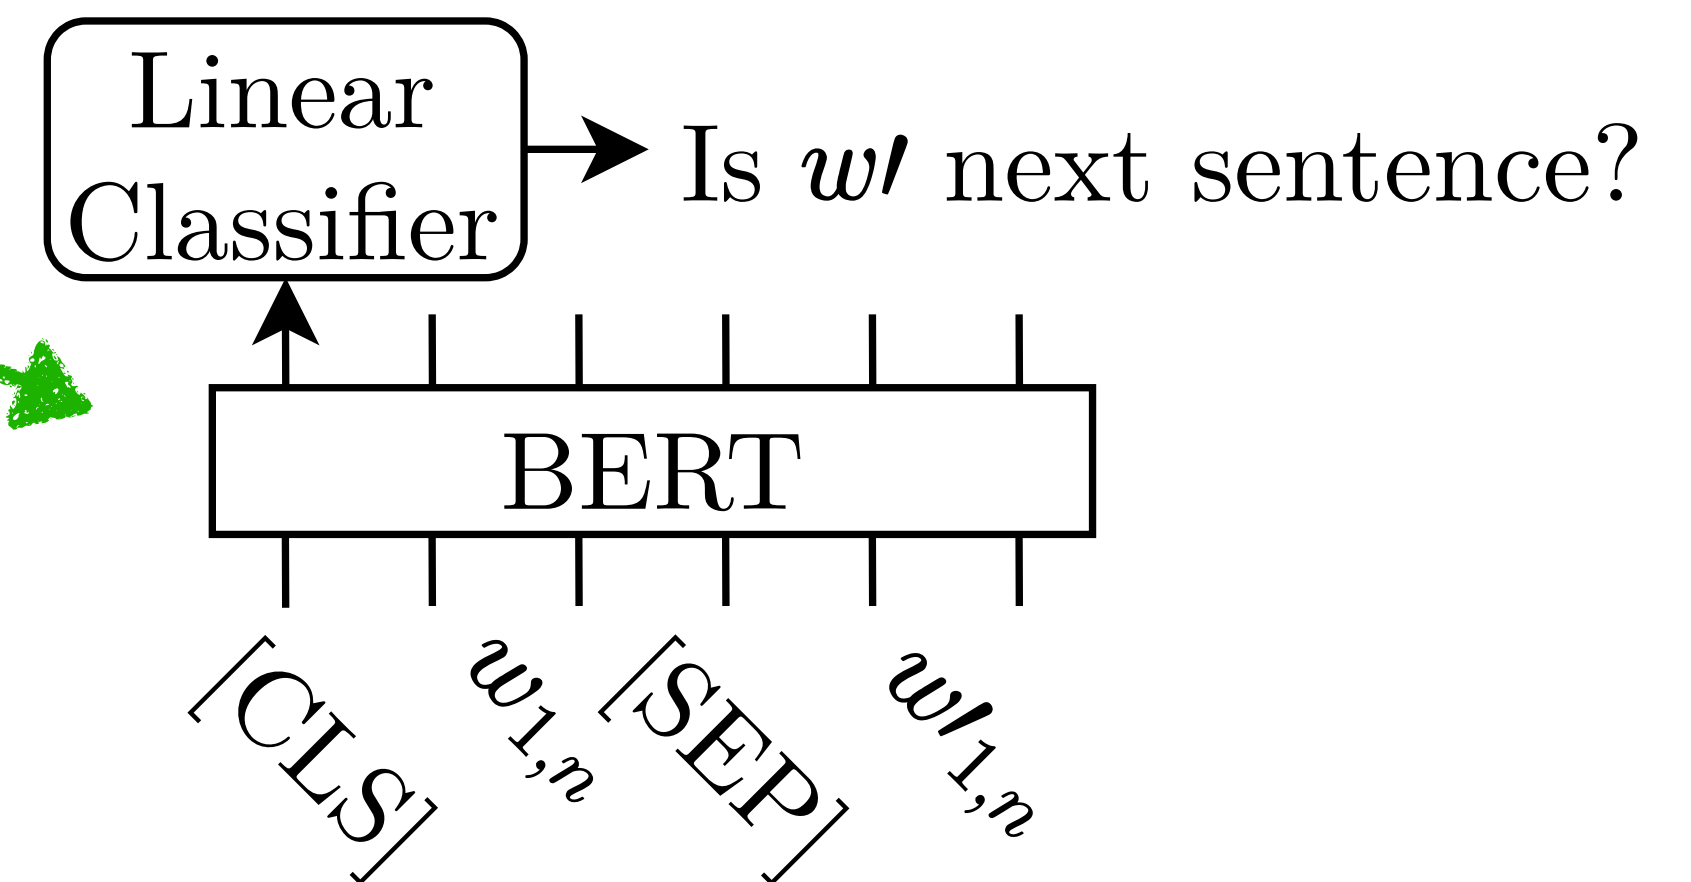 Linear
Classifier
Is w′ next sentence?
BERT
[CLS]
w1,n
[SEP]
w′1,n